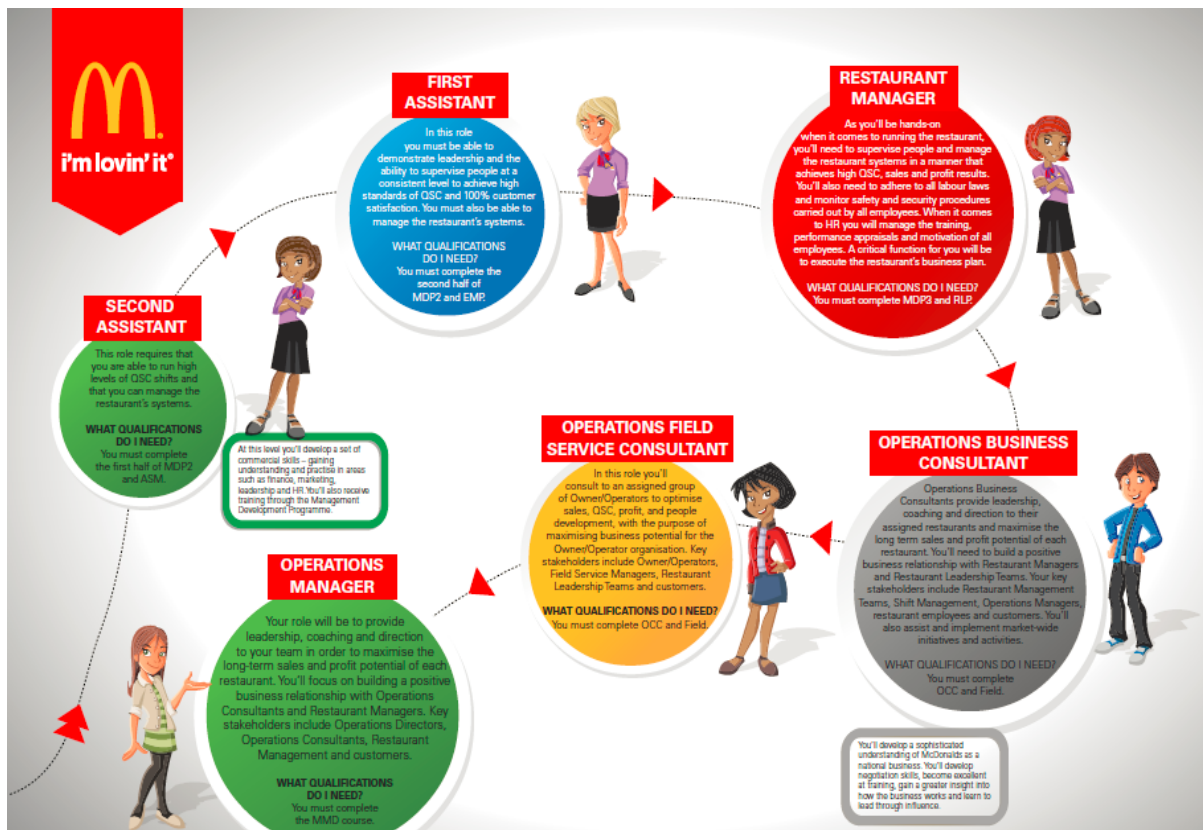 i'm lovin' it®
SECOND
ASSISTANT
This role requires that
you are able to run high
levels of QSC shifts and
that you can manage the
restaurant's systems.
WHAT QUALIFICATIONS
DO I NEED?
You must complete
the first half of MDP2
and ASM.
At this level you'll develop a set of
commercial skills – gaining
understanding and practise in areas
such as finance, marketing,
leadership and HR. You'll also receive
training through the Management
Development Programme.
FIRST
ASSISTANT
In this role
you must be able to
demonstrate leadership and the
ability to supervise people at a
consistent level to achieve high
standards of QSC and 100% customer
satisfaction. You must also be able to
manage the restaurant's systems.
WHAT QUALIFICATIONS
DO I NEED?
You must complete the
second half of
MDP2 and EMP.
RESTAURANT
MANAGER
As you'll be hands-on
when it comes to running the restaurant,
you'll need to supervise people and manage
the restaurant systems in a manner that
achieves high QSC, sales and profit results.
You'll also need to adhere to all labour laws
and monitor safety and security procedures
carried out by all employees. When it comes
to HR you will manage the training,
performance appraisals and motivation of all
employees. A critical function for you will be
to execute the restaurant's business plan.
WHAT QUALIFICATIONS DO I NEED?
You must complete MDP3 and RLP.
OPERATIONS BUSINESS
CONSULTANT
Operations Business
Consultants provide leadership,
coaching and direction to their
assigned restaurants and maximise the
long term sales and profit potential of each
restaurant. You'll need to build a positive
business relationship with Restaurant Managers
and Restaurant Leadership Teams. Your key
stakeholders include Restaurant Management
Teams, Shift Management, Operations Managers,
restaurant employees and customers. You'll
also assist and implement market-wide
initiatives and activities.
WHAT QUALIFICATIONS DO I NEED?
You must complete
OCC and Field.
You'll develop a sophisticated
understanding of McDonalds as a
national business. You'll develop
negotiation skills, become excellent
at training, gain a greater insight into
how the business works and learn to
lead through influence.
OPERATIONS FIELD
SERVICE CONSULTANT
In this role you'll
consult to an assigned group
of Owner/Operators to optimise
sales, QSC, profit, and people
development, with the purpose of
maximising business potential for the
Owner/Operator organisation. Key
stakeholders include Owner/Operators,
Field Service Managers, Restaurant
Leadership Teams and customers.
WHAT QUALIFICATIONS DO I NEED?
You must complete OCC and Field.
OPERATIONS
MANAGER
Your role will be to provide
leadership, coaching and direction
to your team in order to maximise the
long-term sales and profit potential of each
restaurant. You'll focus on building a positive
business relationship with Operations
Consultants and Restaurant Managers. Key
stakeholders include Operations Directors,
Operations Consultants, Restaurant
Management and customers.
WHAT QUALIFICATIONS
DO I NEED?
You must complete
the MMD course.